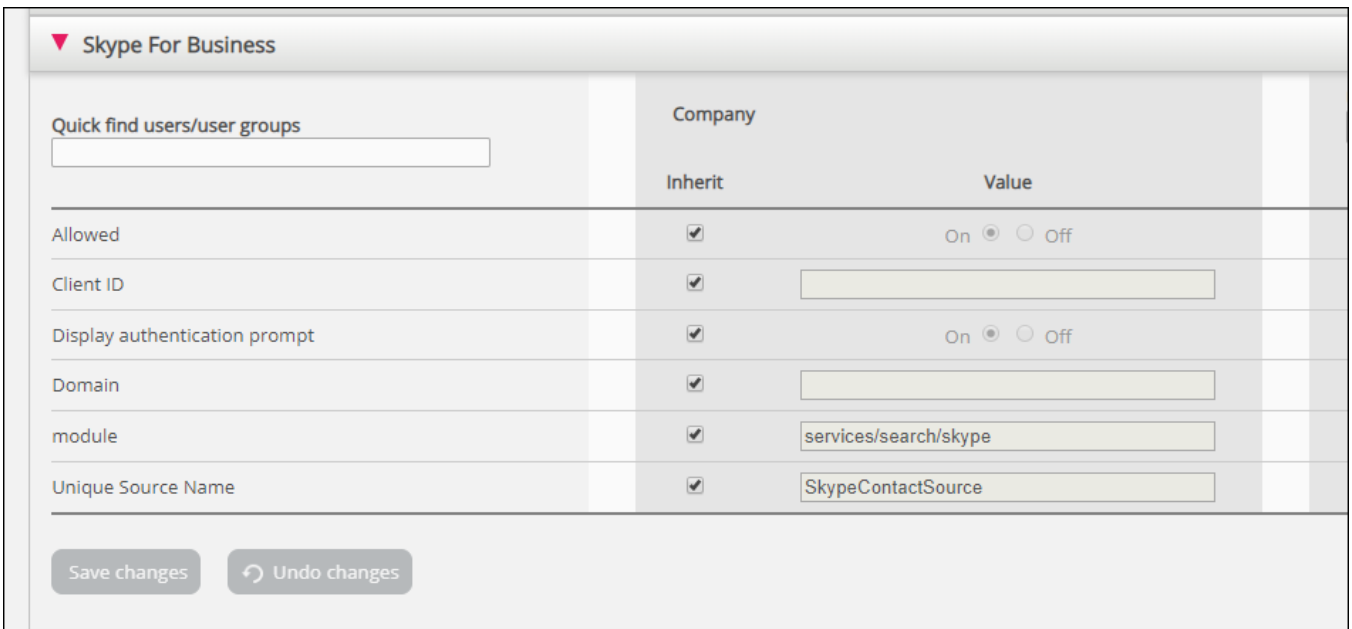 Skype For Business
Quick find users/user groups
Company
Inherit Value
Allowed On Off
Client ID
Display authentication prompt On Off
Domain
module services/search/skype
Unique Source Name SkypeContactSource
Save changes Undo changes